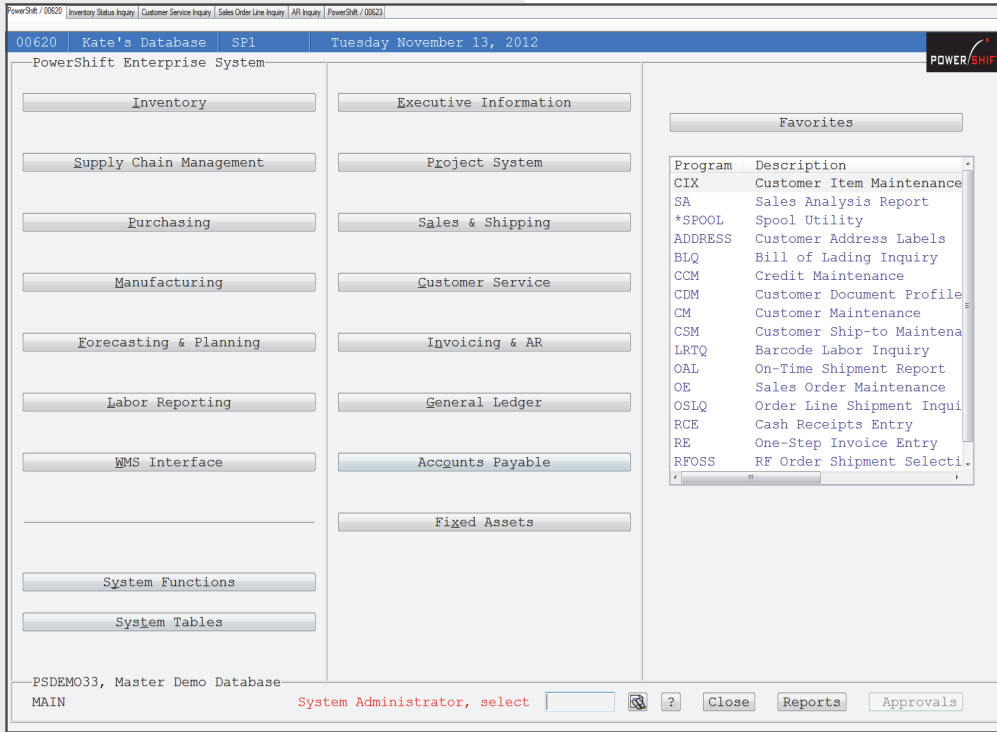 PowerShift / 00620 Inventory Status Inquiry Customer Service Inquiry Sales Order Line Inquiry AR Inquiry PowerShift / 00623
00620 Kate's Database SP1 Tuesday November 13, 2012
POWER/SHIFT
PowerShift Enterprise System
Inventory
Supply Chain Management
Purchasing
Manufacturing
Forecasting & Planning
Labor Reporting
WMS Interface
System Functions
System Tables
Executive Information
Project System
Sales & Shipping
Customer Service
Invoicing & AR
General Ledger
Accounts Payable
Fixed Assets
Favorites
Program Description
CIX Customer Item Maintenance
SA Sales Analysis Report
*SPOOL Spool Utility
ADDRESS Customer Address Labels
BLQ Bill of Lading Inquiry
CCM Credit Maintenance
CDM Customer Document Profile
CM Customer Maintenance
CSM Customer Ship-to Maintena
LRTQ Barcode Labor Inquiry
OAL On-Time Shipment Report
OE Sales Order Maintenance
OSLQ Order Line Shipment Inqui
RCE Cash Receipts Entry
RE One-Step Invoice Entry
RFOSS RF Order Shipment Selecti
PSDEMO33, Master Demo Database
MAIN System Administrator, select ? Close Reports Approvals